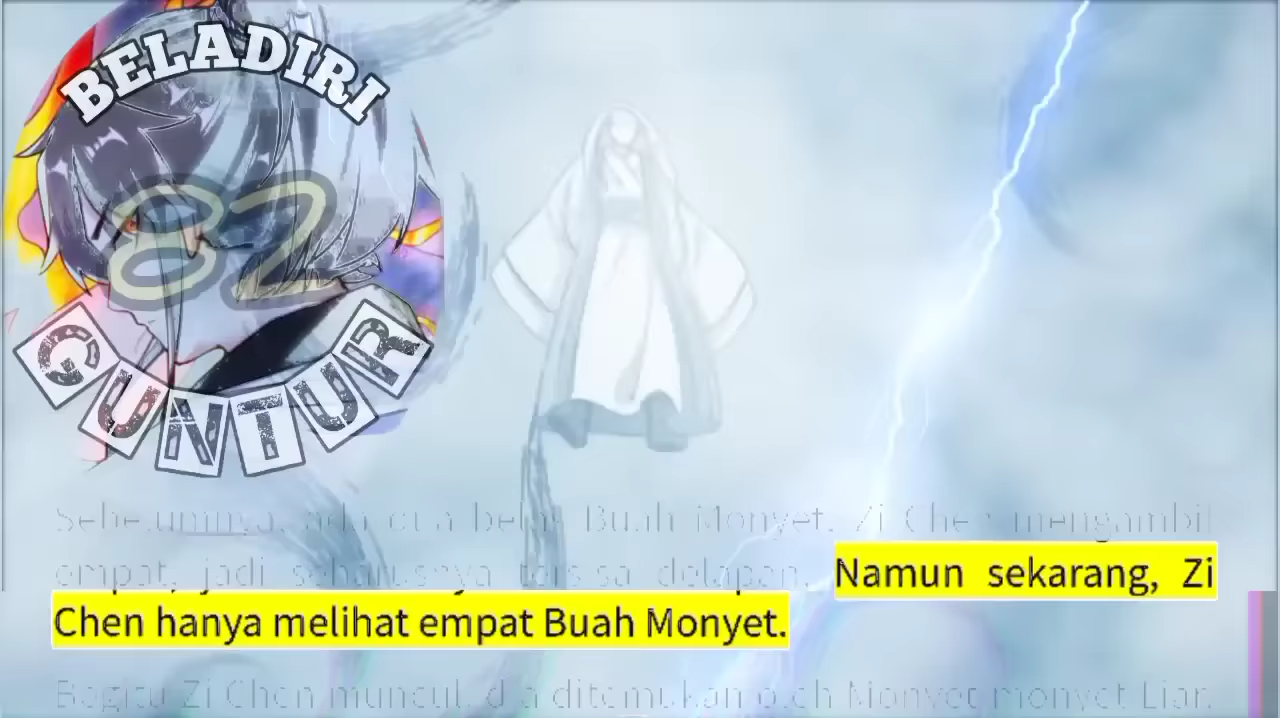 BELADIRI
82
GUNTUR
Sebelumnya, ada dua belas Buah Monyet. Zi Chen mengambil
empat, jadi seharusnya tersisa delapan. Namun sekarang, Zi
Chen hanya melihat empat Buah Monyet.
Begitu Zi Chen muncul, dia ditemukan oleh Monyet-monyet Liar.